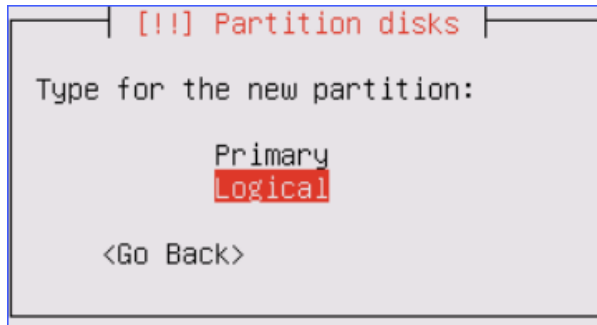 [!!] Partition disks
Type for the new partition:
Primary
Logical
<Go Back>